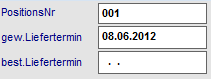 PositionsNr 001
gew.Liefertermin 08.06.2012
best.Liefertermin . .